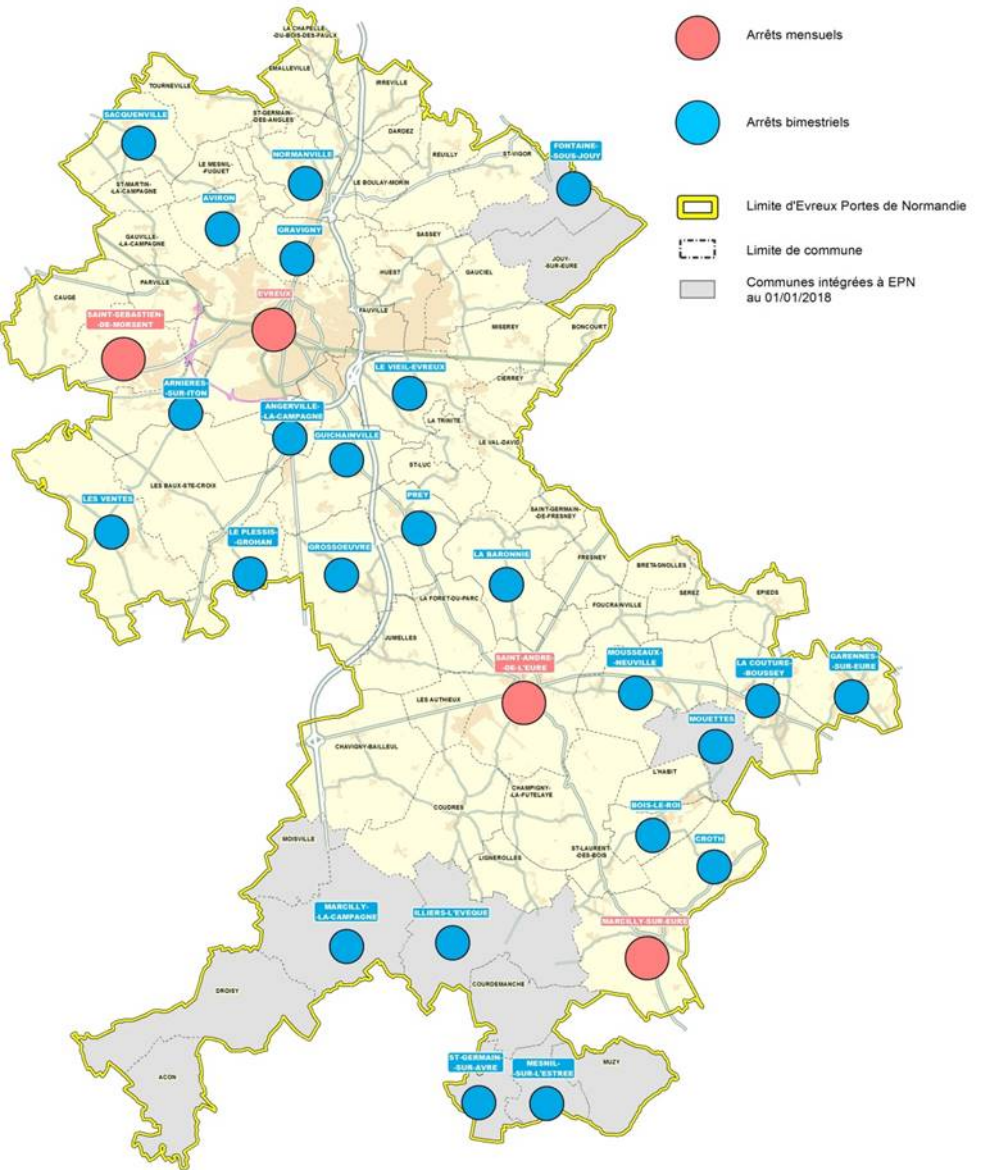 Arrêts mensuels
Arrêts bimestriels
Limite d'Evreux Portes de Normandie
Limite de commune
Communes intégrées à EPN
au 01/01/2018
LA CHAPELLE
-DU-BOIS-DES-FAULX
EMALLEVILLE
IRREVILLE
TOURNEVILLE
ST-GERMAIN
-DES-ANGLES
SACQUENVILLE
DARDEZ
NORMANVILLE
REUILLY
ST-VIGOR
FONTAINE-
-SOUS-JOUY
LE MESNIL-
FUGUET
LE BOULAY-MORIN
ST-MARTIN
-LA-CAMPAGNE
AVIRON
GRAVIGNY
SASSEY
GAUVILLE
-LA-CAMPAGNE
HUEST
GAUCIEL
JOUY-
SUR-EURE
PARVILLE
CAUGE
EVREUX
FAUVILLE
SAINT-SEBASTIEN
-DE-MORSENT
MISEREY
BONCOURT
LE VIEIL-EVREUX
CIERREY
ARNIERES-
-SUR-ITON
ANGERVILLE-
-LA-CAMPAGNE
LA TRINITE
GUICHAINVILLE
LE VAL-DAVID
ST-LUC
LES BAUX-STE-CROIX
LES VENTES
PREY
SAINT-GERMAIN
-DE-FRESNEY
LE PLESSIS-
-GROHAN
GROSSOEUVRE
LA BARONNIE
FRESNEY
BRETAGNOLLES
LA FORET-DU-PARC
FOUCRAINVILLE
SEREZ
EPIEDS
JUMELLES
SAINT-ANDRE-
-DE-L'EURE
MOUSSEAUX-
-NEUVILLE
LA COUTURE-
-BOUSSEY
GARENNES-
-SUR-EURE
LES AUTHIEUX
MOUETTES
CHAVIGNY-BAILLEUL
L'HABIT
CHAMPIGNY
-LA-FUTELAYE
COUDRES
BOIS-LE-ROI
MOISVILLE
CROTH
ST-LAURENT
-DES-BOIS
LIGNEROLLES
MARCILLY-
-LA-CAMPAGNE
ILLIERS-L'EVEQUE
MARCILLY-SUR-EURE
DROISY
COURDEMANCHE
ACON
ST-GERMAIN-
-SUR-AVRE
MESNIL-
-SUR-L'ESTREE
MUZY